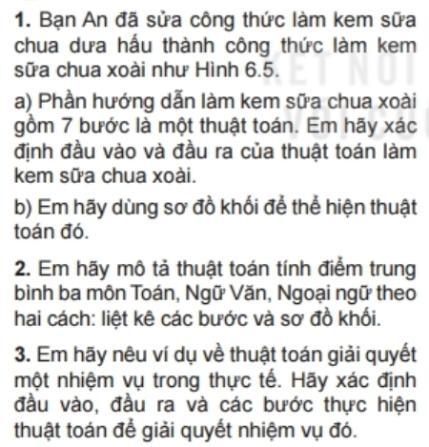 1. Bạn An đã sửa công thức làm kem sữa
chua dưa hấu thành công thức làm kem
sữa chua xoài như Hình 6.5.
a) Phần hướng dẫn làm kem sữa chua xoài
gồm 7 bước là một thuật toán. Em hãy xác
định đầu vào và đầu ra của thuật toán làm
kem sữa chua xoài.
b) Em hãy dùng sơ đồ khối để thể hiện thuật
toán đó.
2. Em hãy mô tả thuật toán tính điểm trung
bình ba môn Toán, Ngữ Văn, Ngoại ngữ theo
hai cách: liệt kê các bước và sơ đồ khối.
3. Em hãy nêu ví dụ về thuật toán giải quyết
một nhiệm vụ trong thực tế. Hãy xác định
đầu vào, đầu ra và các bước thực hiện
thuật toán để giải quyết nhiệm vụ đó.